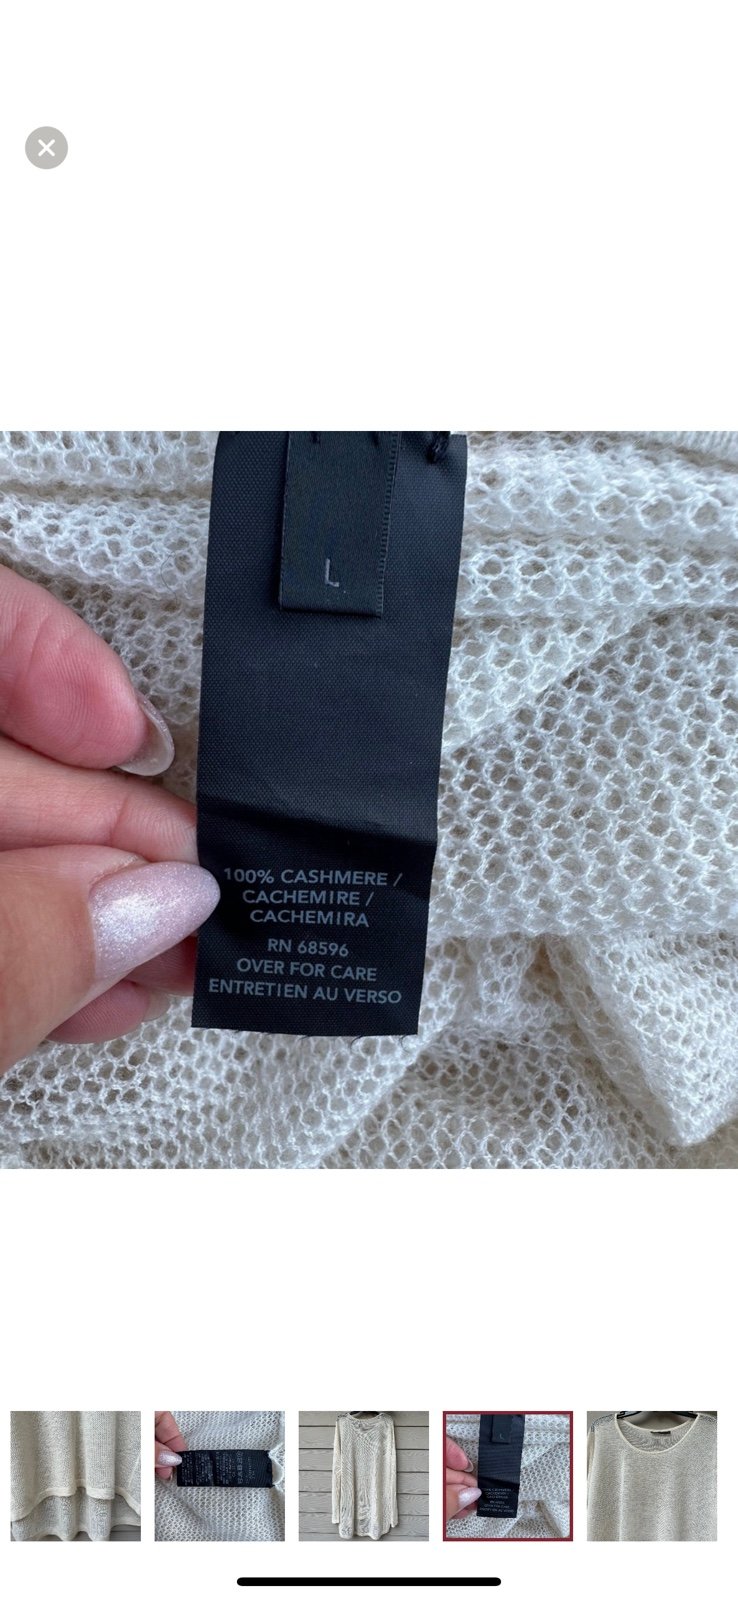 L
100% CASHMERE /
CACHEMIRE /
CACHEMIRA
RN 68596
OVER FOR CARE
ENTRETIEN AU VERSO